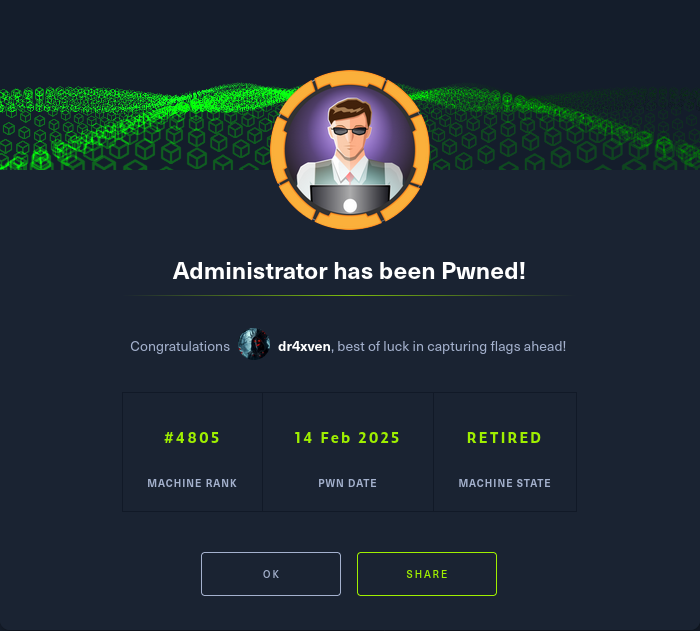 Administrator has been Pwned!
Congratulations dr4xven, best of luck in capturing flags ahead!
#4805 14 Feb 2025 RETIRED
MACHINE RANK PWN DATE MACHINE STATE
OK SHARE